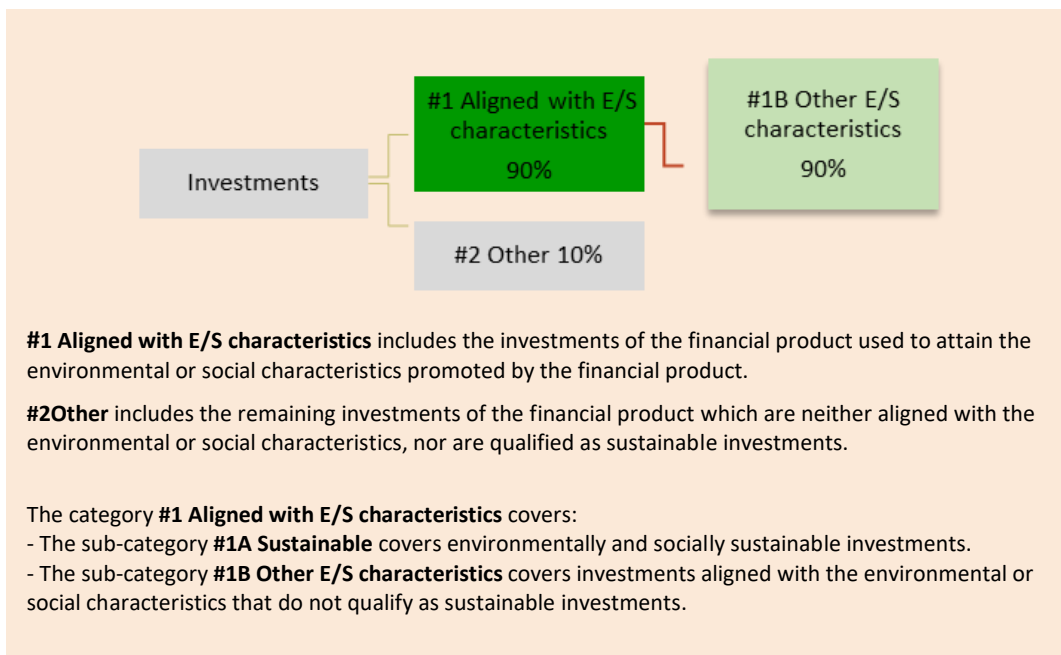 #1 Aligned with E/S
characteristics
90%
#1B Other E/S
characteristics
90%
Investments
#2 Other 10%
#1 Aligned with E/S characteristics includes the investments of the financial product used to attain the
environmental or social characteristics promoted by the financial product.
#2Other includes the remaining investments of the financial product which are neither aligned with the
environmental or social characteristics, nor are qualified as sustainable investments.
The category #1 Aligned with E/S characteristics covers:
- The sub-category #1A Sustainable covers environmentally and socially sustainable investments.
- The sub-category #1B Other E/S characteristics covers investments aligned with the environmental or
social characteristics that do not qualify as sustainable investments.